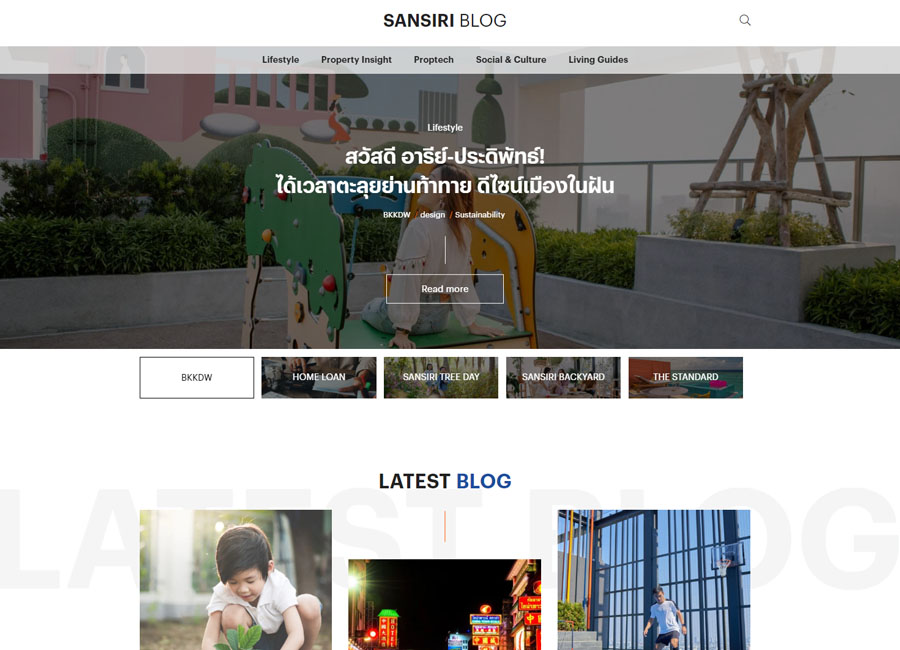 SANSIRI BLOG
Lifestyle Property Insight Proptech Social & Culture Living Guides
Lifestyle
สวัสดี อารีย์-ประดิพัทธ์!
ได้เวลาตะลุยย่านท้าทาย ดีไซน์เมืองในฝัน
BKKDW / design / Sustainability
Read more
BKKDW HOME LOAN SANSIRI TREE DAY SANSIRI BACKYARD THE STANDARD
LATEST BLOG
LATEST BLOG